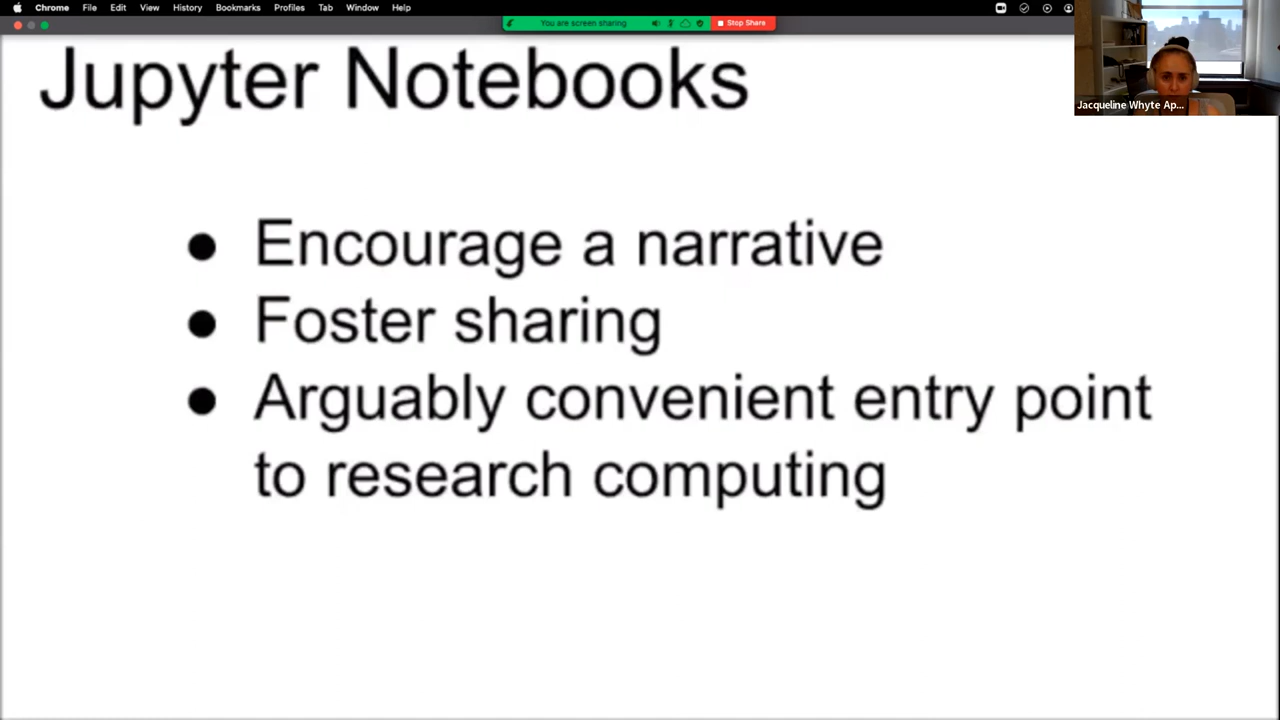 Chrome File Edit View History Bookmarks Profiles Tab Window Help
You are screen sharing Stop Share
Jacqueline Whyte Ap...
Jupyter Notebooks
● Encourage a narrative
● Foster sharing
● Arguably convenient entry point
to research computing